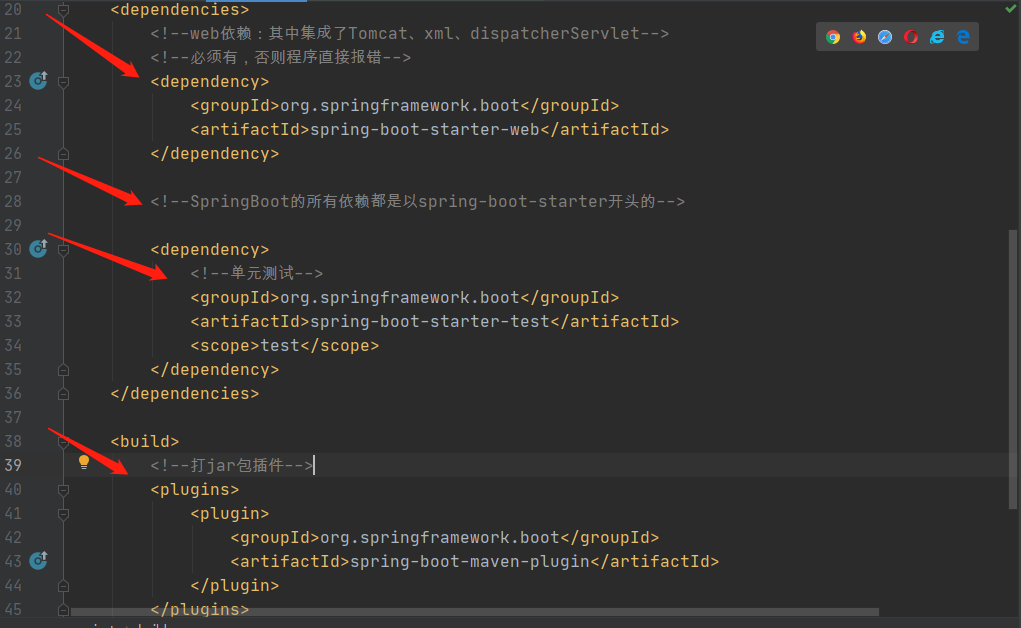 20 <dependencies>
21 <!--web依赖：其中集成了Tomcat、xml、dispatcherServlet-->
22 <!--必须有，否则程序直接报错-->
23 <dependency>
24 <groupId>org.springframework.boot</groupId>
25 <artifactId>spring-boot-starter-web</artifactId>
26 </dependency>
27
28 <!--SpringBoot的所有依赖都是以spring-boot-starter开头的-->
29
30 <dependency>
31 <!--单元测试-->
32 <groupId>org.springframework.boot</groupId>
33 <artifactId>spring-boot-starter-test</artifactId>
34 <scope>test</scope>
35 </dependency>
36 </dependencies>
37
38 <build>
39 <!--打jar包插件-->
40 <plugins>
41 <plugin>
42 <groupId>org.springframework.boot</groupId>
43 <artifactId>spring-boot-maven-plugin</artifactId>
44 </plugin>
45 </plugins>